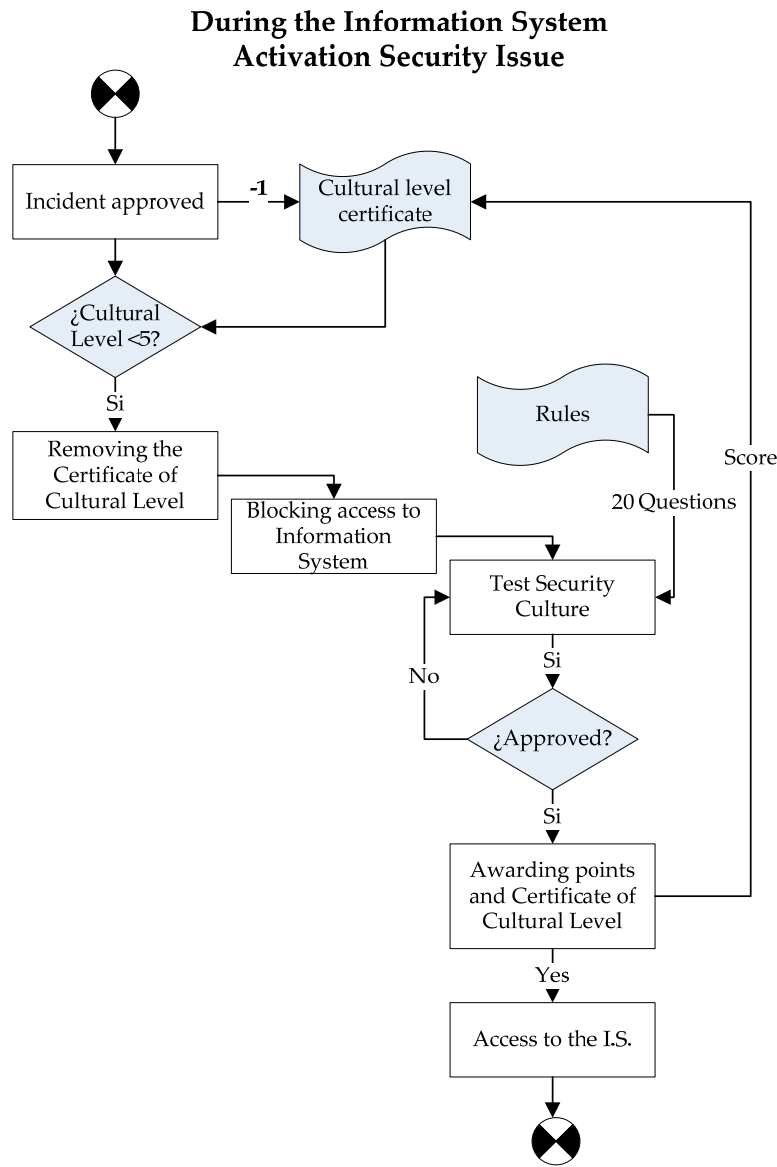 During the Information System
Activation Security Issue
Incident approved
-1
Cultural level
certificate
¿Cultural
Level <5?
Si
Removing the
Certificate of
Cultural Level
Blocking access to
Information
System
Rules
Score
20 Questions
Test Security
Culture
Si
No
¿Approved?
Si
Awarding points
and Certificate of
Cultural Level
Yes
Access to the I.S.